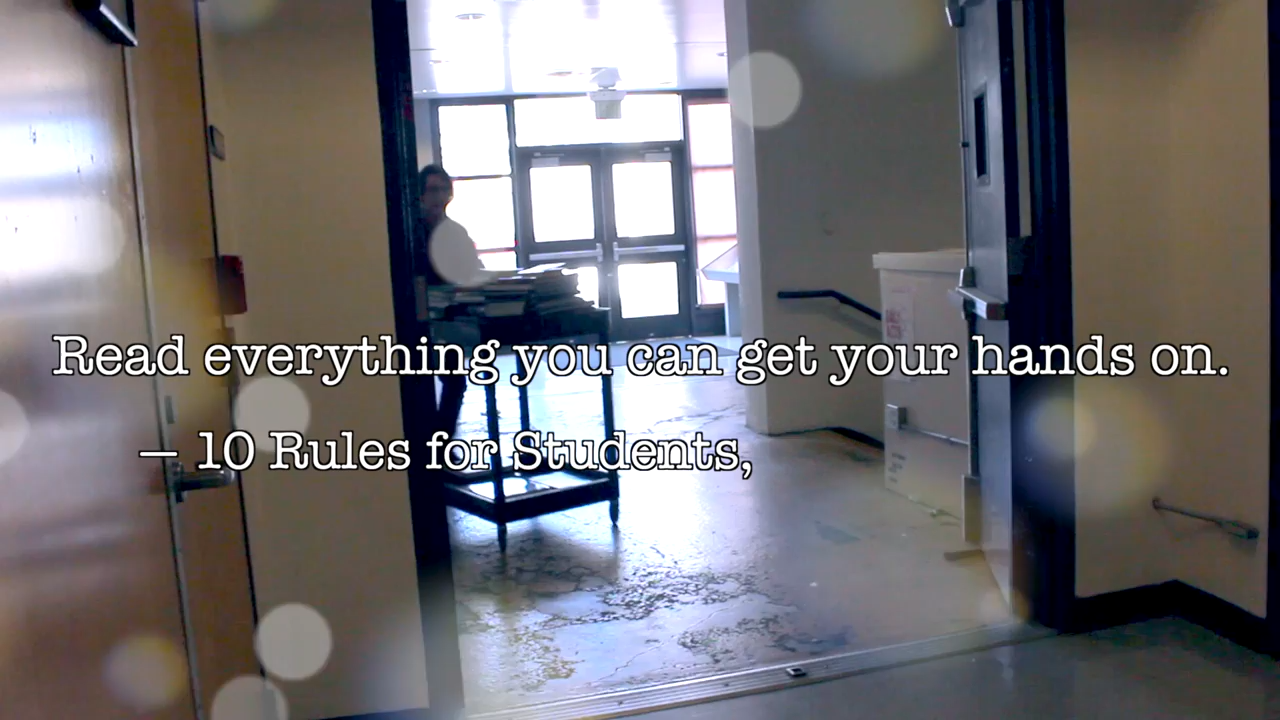 Read everything you can get your hands on.
— 10 Rules for Students,